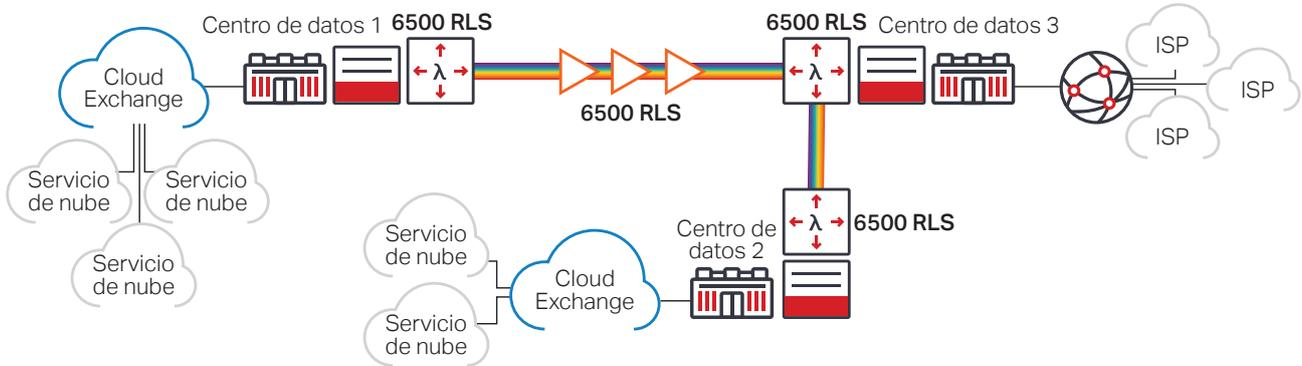 Centro de datos 1
6500 RLS
6500 RLS
Centro de datos 3
Cloud
Exchange
ISP
ISP
ISP
6500 RLS
Servicio
de nube
Servicio
de nube
Servicio
de nube
Servicio
de nube
Cloud
Exchange
Centro de
datos 2
6500 RLS
Servicio
de nube
λ
λ
λ